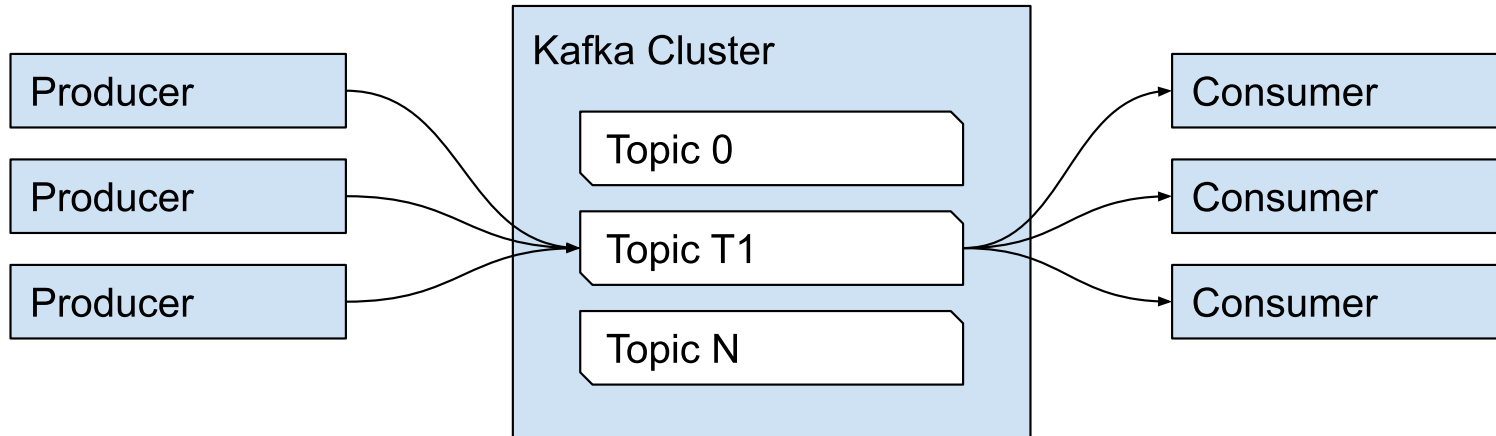 Producer
Producer
Producer
Kafka Cluster
Topic 0
Topic T1
Topic N
Consumer
Consumer
Consumer